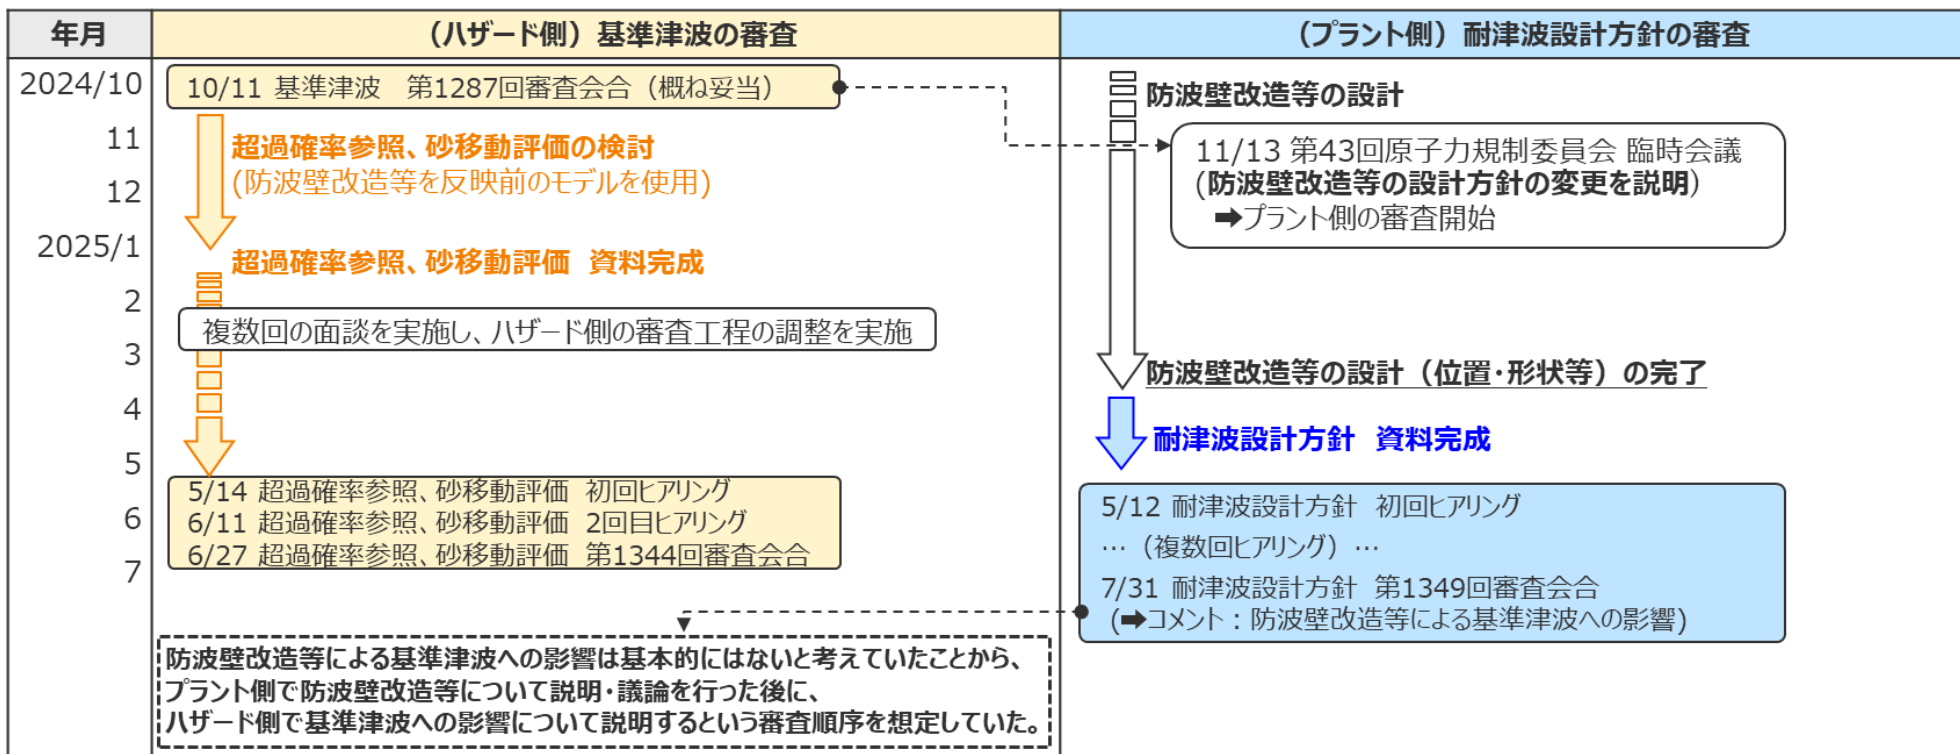 年月
（ハザード側）基準津波の審査
（プラント側）耐津波設計方針の審査
2024/10
11
12
2025/1
2
3
4
5
6
7
10/11 基準津波　第1287回審査会合（概ね妥当）
超過確率参照、砂移動評価の検討
(防波壁改造等を反映前のモデルを使用)
超過確率参照、砂移動評価 資料完成
複数回の面談を実施し、ハザード側の審査工程の調整を実施
5/14 超過確率参照、砂移動評価 初回ヒアリング
6/11 超過確率参照、砂移動評価 2回目ヒアリング
6/27 超過確率参照、砂移動評価 第1344回審査会合
防波壁改造等による基準津波への影響は基本的にはないと考えていたことから、
プラント側で防波壁改造等について説明・議論を行った後に、
ハザード側で基準津波への影響について説明するという審査順序を想定していた。
防波壁改造等の設計
11/13 第43回原子力規制委員会 臨時会議
(防波壁改造等の設計方針の変更を説明)
➡プラント側の審査開始
防波壁改造等の設計（位置・形状等）の完了
耐津波設計方針 資料完成
5/12 耐津波設計方針 初回ヒアリング
…（複数回ヒアリング）…
7/31 耐津波設計方針 第1349回審査会合
(➡コメント：防波壁改造等による基準津波への影響)